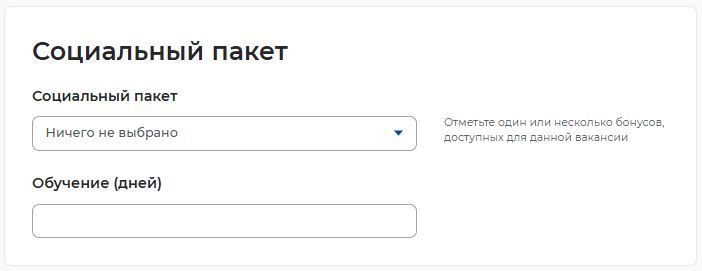 Социальный пакет
Социальный пакет
Ничего не выбрано
Отметьте один или несколько бонусов,
доступных для данной вакансии
Обучение (дней)